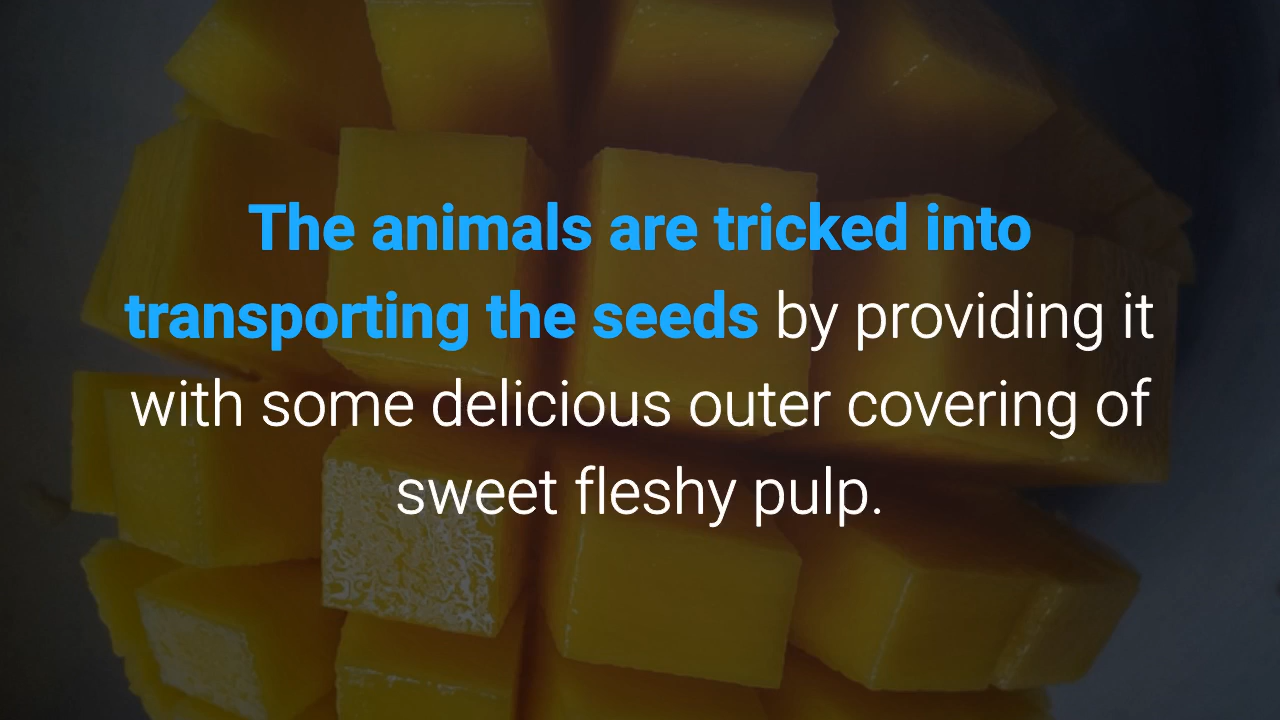 The animals are tricked into
transporting the seeds by providing it
with some delicious outer covering of
sweet fleshy pulp.